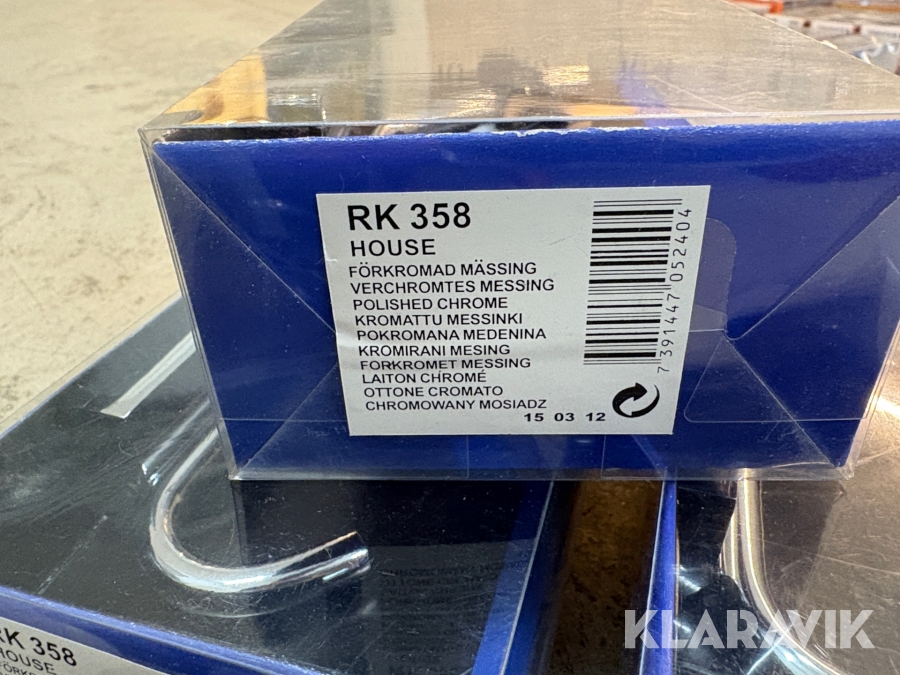 RK 358
HOUSE
FÖRKROMAD MÄSSING
VERCHROMTES MESSING
POLISHED CHROME
KROMATTU MESSINKI
POKROMANA MEDENINA
KROMIRANI MESING
FORKROMET MESSING
LAITON CHROMÉ
OTTONE CROMATO
CHROMOWANY MOSIADZ
15 03 12
7 391447 052404
RK 358
HOUSE
KLARAVIK